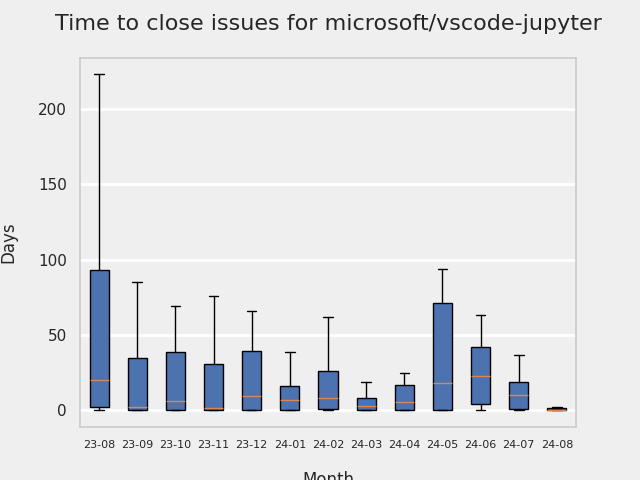 Time to close issues for microsoft/vscode-jupyter
200
150
100
50
0
Days
23-08 23-09 23-10 23-11 23-12 24-01 24-02 24-03 24-04 24-05 24-06 24-07 24-08
Month